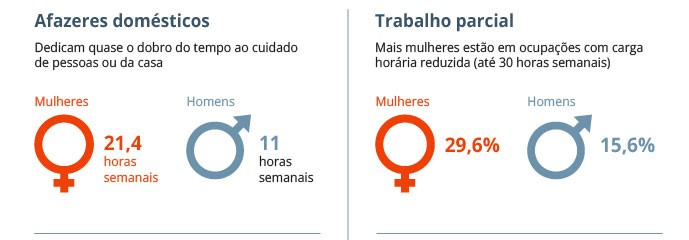 Afazeres domésticos
Dedicam quase o dobro do tempo ao cuidado
de pessoas ou da casa
Mulheres
21,4
horas
semanais
Homens
11
horas
semanais
Trabalho parcial
Mais mulheres estão em ocupações com carga
horária reduzida (até 30 horas semanais)
Mulheres
29,6%
Homens
15,6%